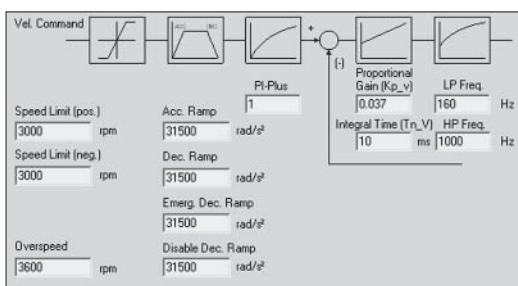 Vel. Command
ACC
DEC
+
(-)
PI-Plus
1
Proportional
Gain (Kp_v)
0.037
LP Freq.
160 Hz
Integral Time (Tn_V)
10 ms
HP Freq.
1000 Hz
Speed Limit (pos.)
3000 rpm
Speed Limit (neg.)
3000 rpm
Overspeed
3600 rpm
Acc. Ramp
31500 rad/s²
Dec. Ramp
31500 rad/s²
Emerg. Dec. Ramp
31500 rad/s²
Disable Dec. Ramp
31500 rad/s²